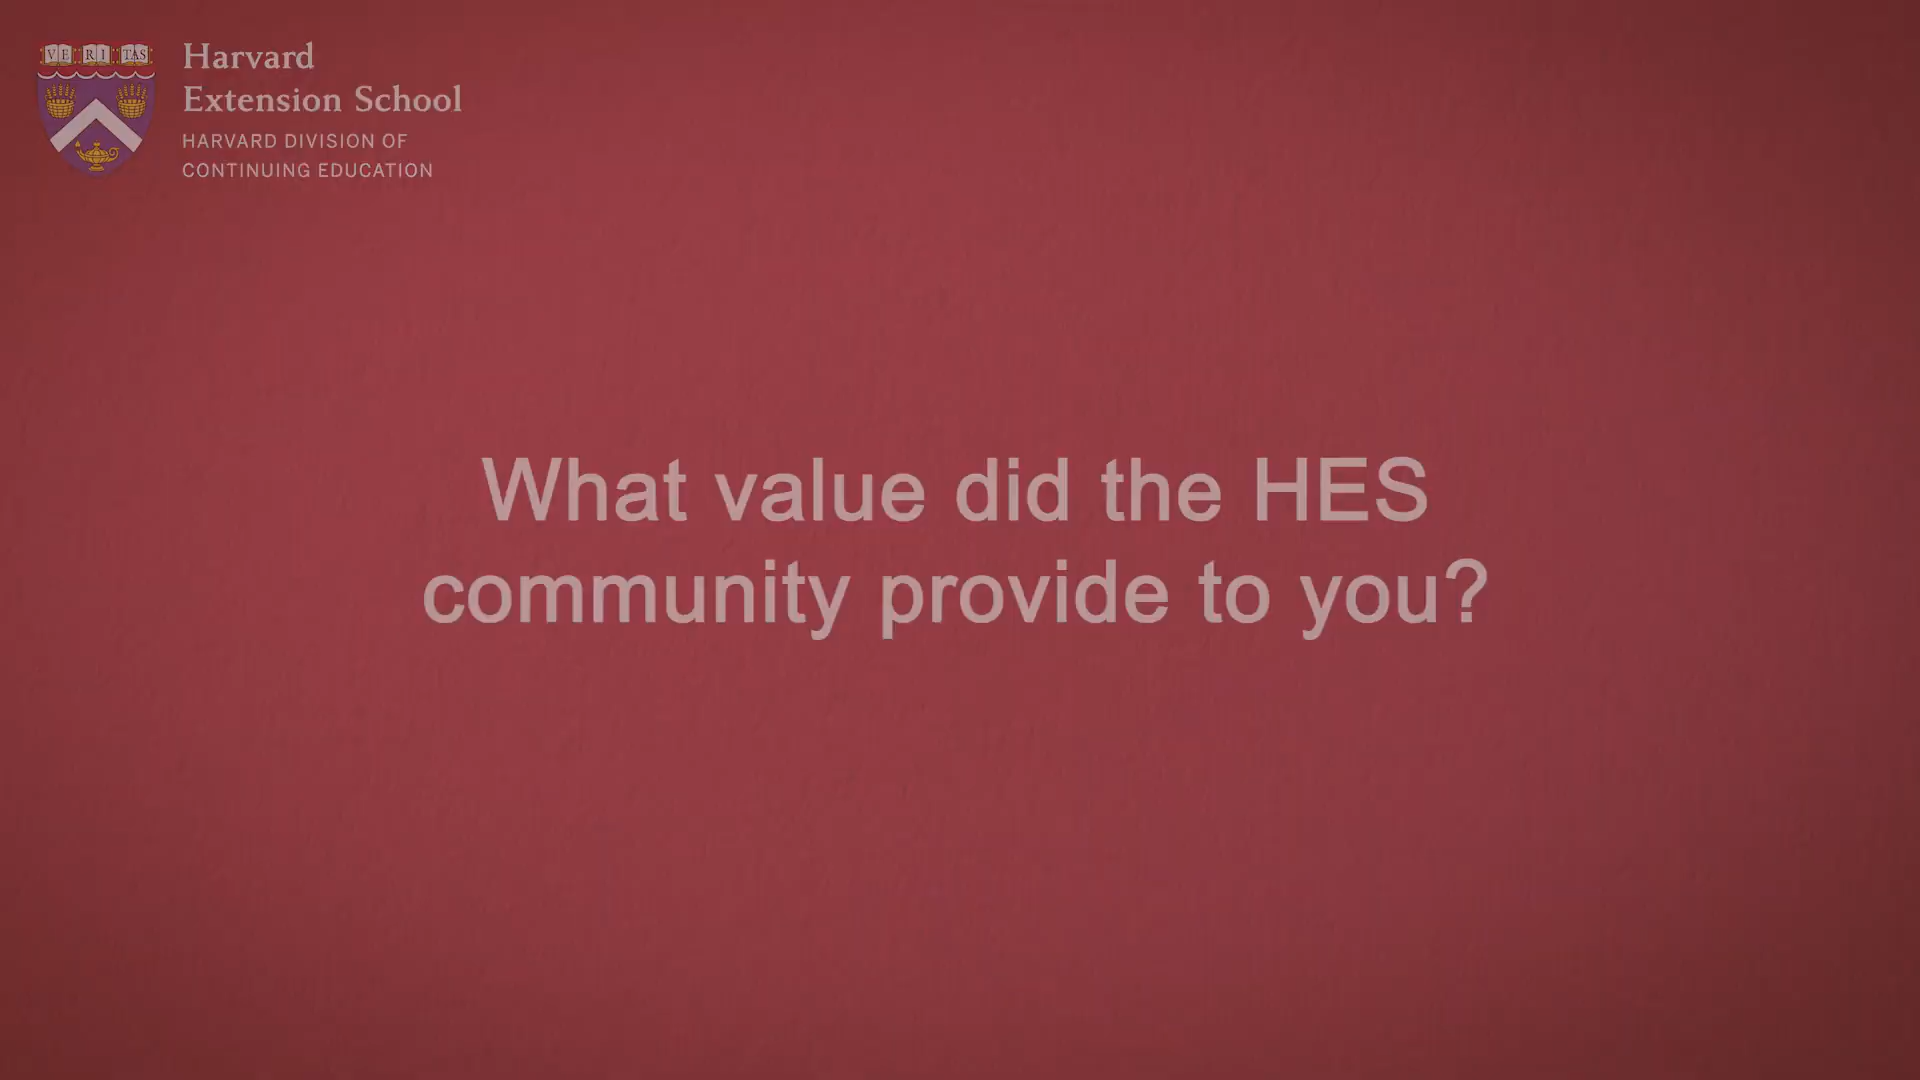 VE RI TAS
Harvard
Extension School
HARVARD DIVISION OF
CONTINUING EDUCATION
What value did the HES
community provide to you?